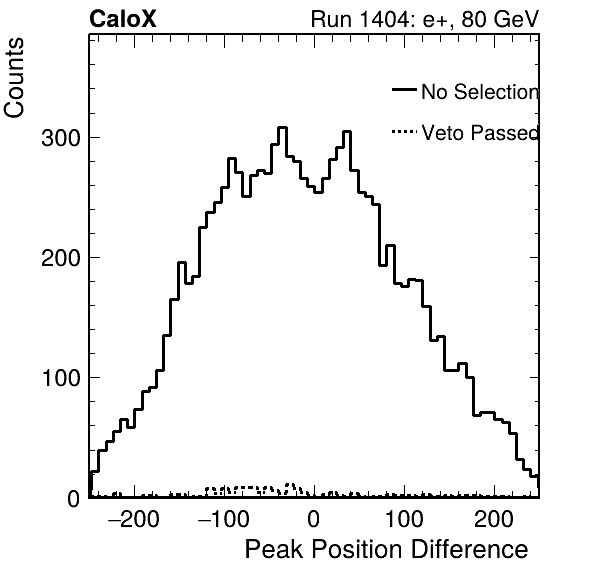 CaloX Run 1404: e+, 80 GeV
Counts
No Selection
Veto Passed
300
200
100
0
−200 −100 0 100 200
Peak Position Difference